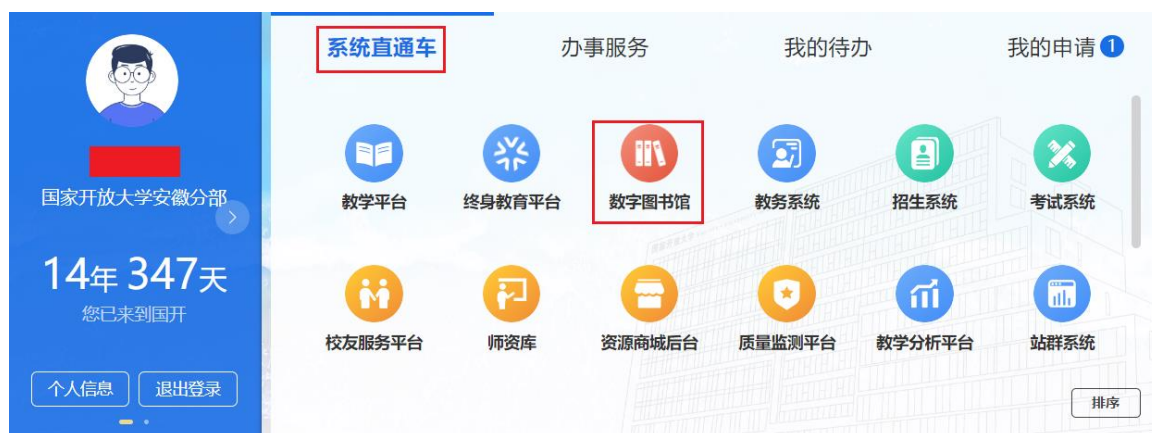 系统直通车
办事服务
我的待办
我的申请 1
国家开放大学安徽分部
14年 347天
您已来到国开
个人信息
退出登录
教学平台
终身教育平台
数字图书馆
教务系统
招生系统
考试系统
校友服务平台
师资库
资源商城后台
质量监测平台
教学分析平台
站群系统
排序